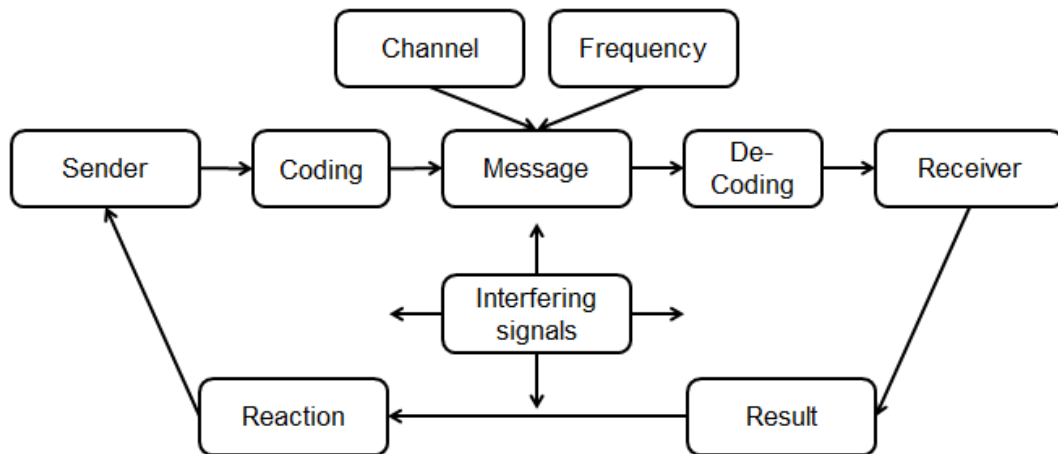 Channel
Frequency
Sender
Coding
Message
De-
Coding
Receiver
Interfering
signals
Reaction
Result